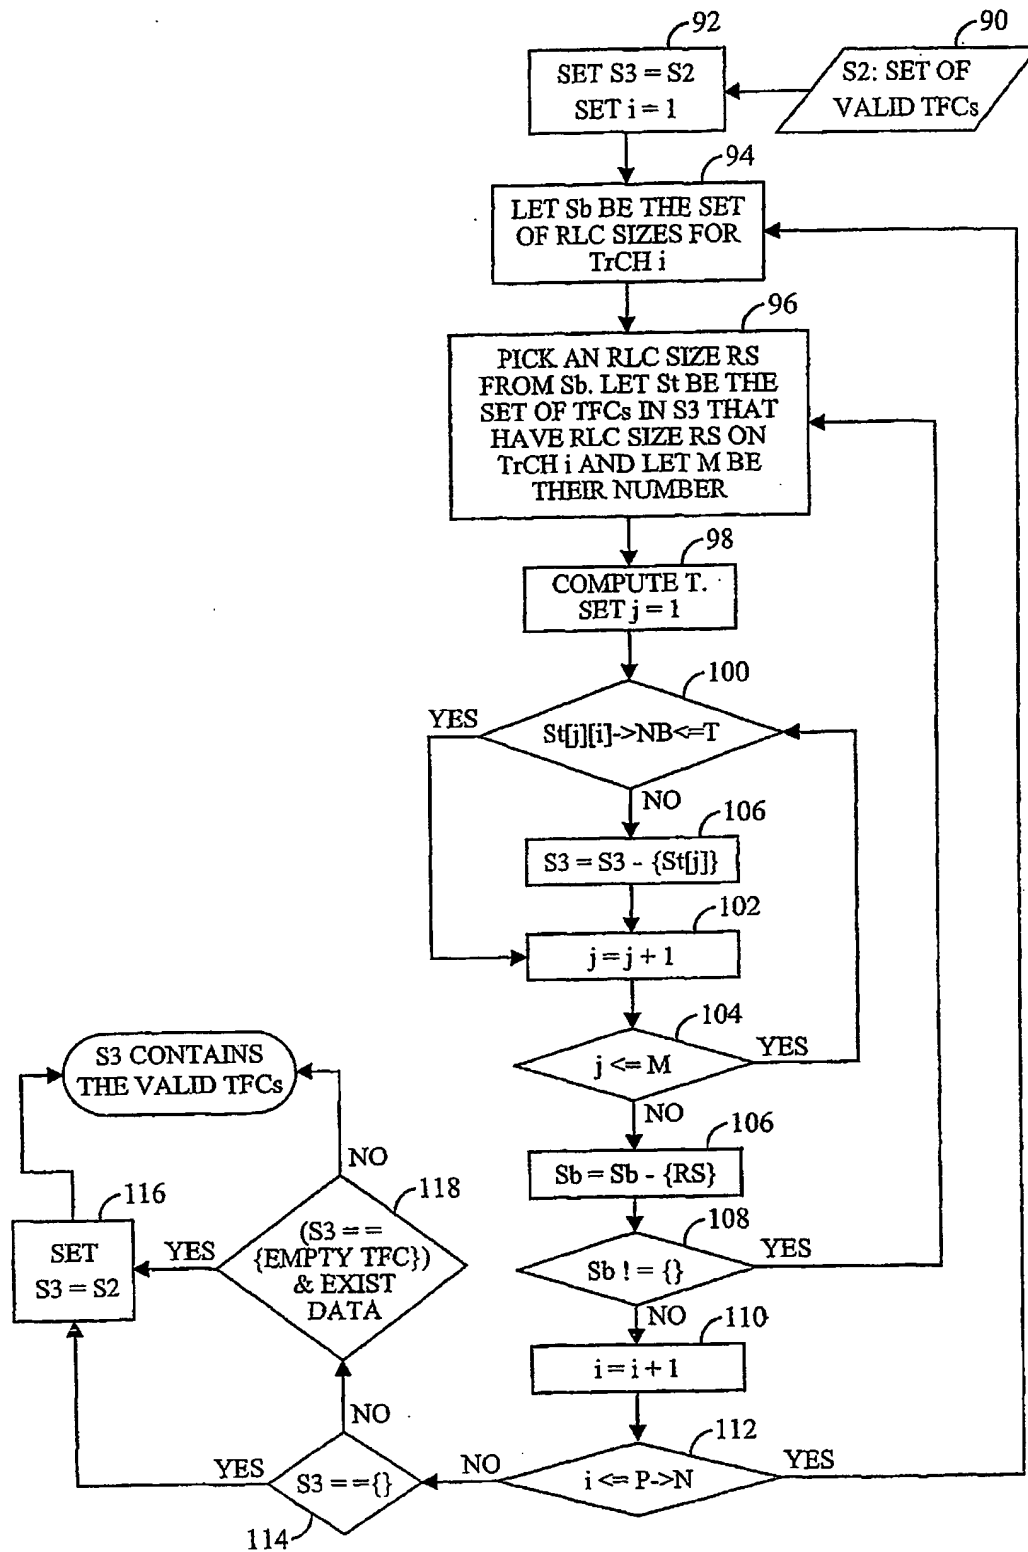 92
90
SET S3 = S2
SET i = 1
S2: SET OF
VALID TFCs
94
LET Sb BE THE SET
OF RLC SIZES FOR
TrCH i
96
PICK AN RLC SIZE RS
FROM Sb. LET St BE THE
SET OF TFCs IN S3 THAT
HAVE RLC SIZE RS ON
TrCH i AND LET M BE
THEIR NUMBER
98
COMPUTE T.
SET j = 1
100
YES
St[j][i]->NB<=T
NO
106
S3 = S3 - {St[j]}
102
j = j + 1
104
j <= M
YES
NO
106
Sb = Sb - {RS}
108
Sb ! = {}
YES
NO
110
i = i + 1
112
i <= P->N
YES
NO
S3 = = {}
114
YES
NO
118
(S3 = =
{EMPTY TFC})
& EXIST
DATA
YES
NO
116
SET
S3 = S2
S3 CONTAINS
THE VALID TFCs